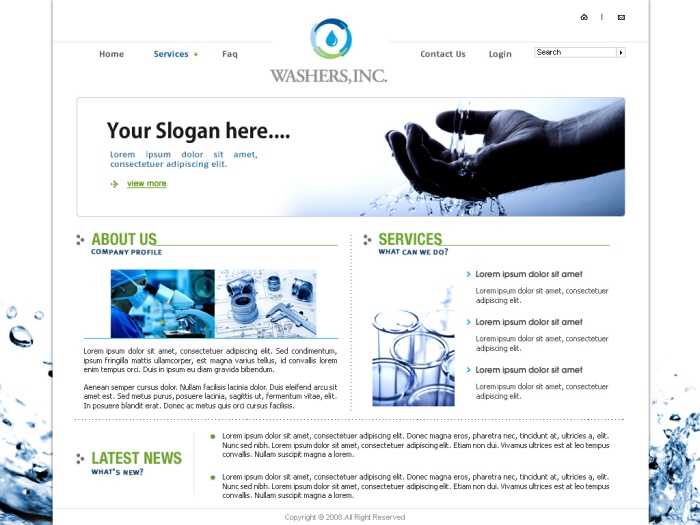 Home
Services
Faq
WASHERS,INC.
Contact Us
Login
Search
Your Slogan here....
Lorem ipsum dolor sit amet,
consectetuer adipiscing elit.
view more
ABOUT US
COMPANY PROFILE
Lorem ipsum dolor sit amet, consectetuer adipiscing elit. Sed condimentum,
ipsum fringilla mattis ullamcorper, est magna varius tellus, id convallis lorem
enim tempus orci. Duis in ipsum eu diam gravida bibendum.
Aenean semper cursus dolor. Nullam facilisis lacinia dolor. Duis eleifend arcu sit
amet est. Sed metus purus, posuere lacinia, sagittis ut, fermentum vitae, elit.
In posuere blandit erat. Donec ac metus quis orci cursus facilisis.
SERVICES
WHAT CAN WE DO?
Lorem ipsum dolor sit amet
Lorem ipsum dolor sit amet, consectetuer
adipiscing elit.
Lorem ipsum dolor sit amet
Lorem ipsum dolor sit amet, consectetuer
adipiscing elit.
Lorem ipsum dolor sit amet
Lorem ipsum dolor sit amet, consectetuer
adipiscing elit.
LATEST NEWS
WHAT'S NEW?
Lorem ipsum dolor sit amet, consectetuer adipiscing elit. Donec magna eros, pharetra nec, tincidunt at, ultricies a, elit.
Nunc sed nibh. Lorem ipsum dolor sit amet, consectetuer adipiscing elit. Etiam non dui. Vivamus ultricies tempus
convallis. Nullam suscipit magna a lorem.
Lorem ipsum dolor sit amet, consectetuer adipiscing elit. Donec magna eros, pharetra nec, tincidunt at, ultricies a, elit.
Nunc sed nibh. Lorem ipsum dolor sit amet, consectetuer adipiscing elit. Etiam non dui. Vivamus ultricies tempus
convallis. Nullam suscipit magna a lorem.
Copyright © 2008.All Right Reserved